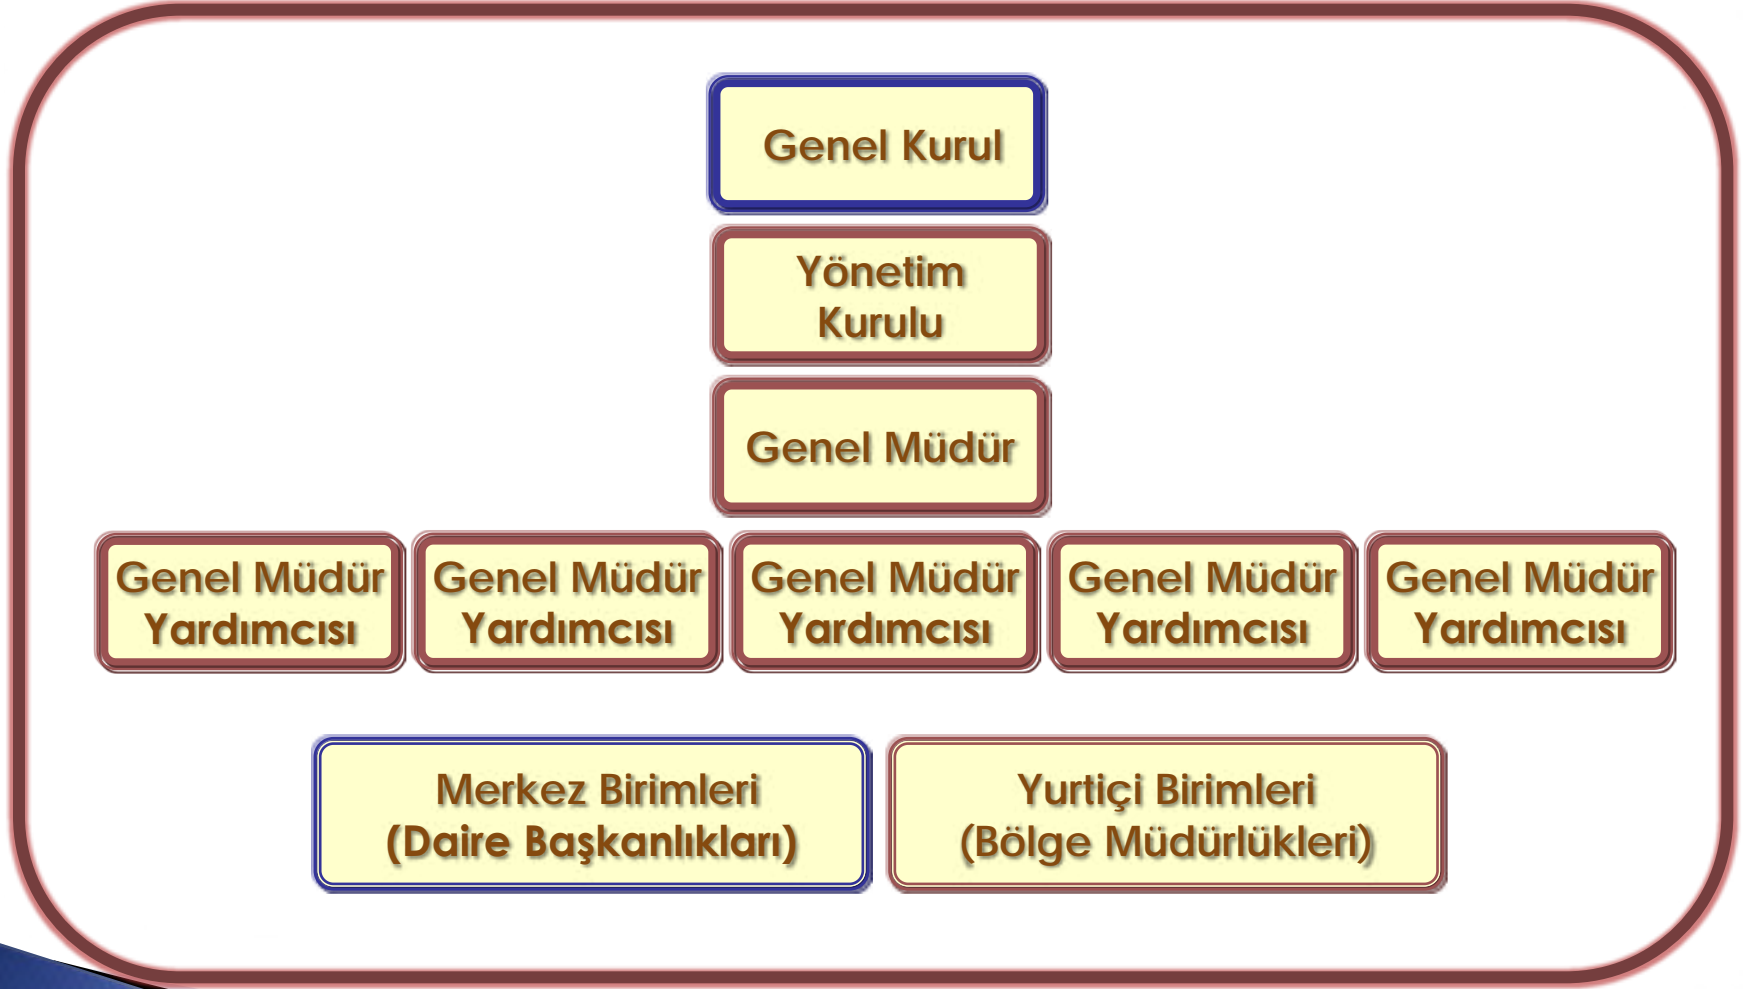 Genel Kurul
Yönetim
Kurulu
Genel Müdür
Genel Müdür
Yardımcısı
Genel Müdür
Yardımcısı
Genel Müdür
Yardımcısı
Genel Müdür
Yardımcısı
Genel Müdür
Yardımcısı
Merkez Birimleri
(Daire Başkanlıkları)
Yurtiçi Birimleri
(Bölge Müdürlükleri)